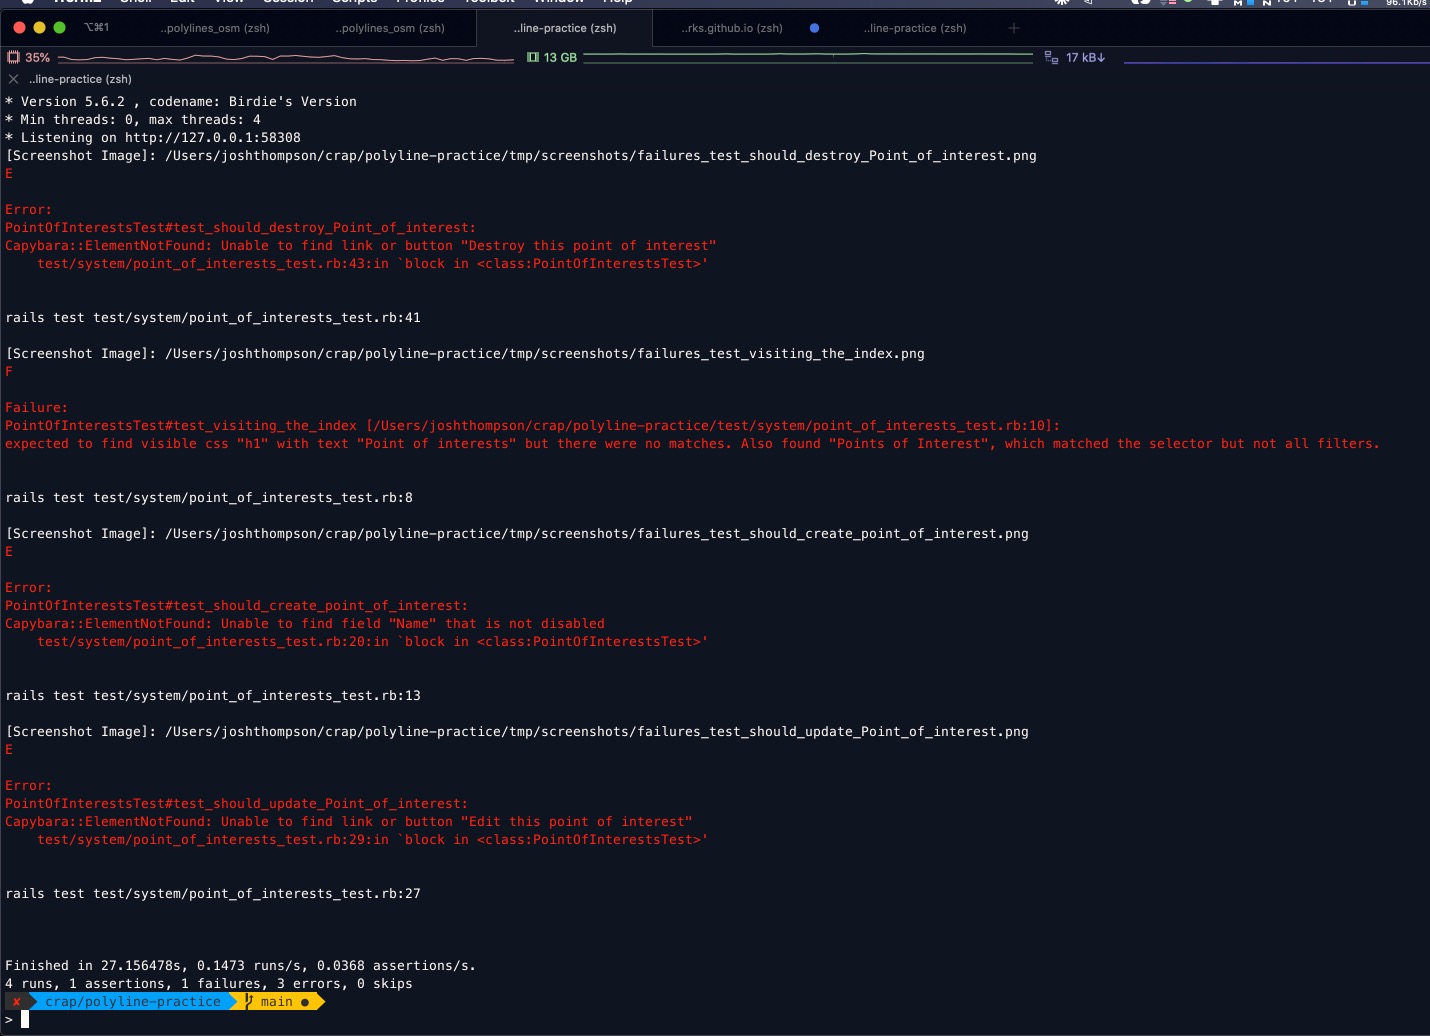 ⌥⌘1 ..polylines_osm (zsh) ..polylines_osm (zsh) ..line-practice (zsh) ..rks.github.io (zsh) ..line-practice (zsh)
35% 13 GB 17 kB↓
..line-practice (zsh)
* Version 5.6.2 , codename: Birdie's Version
* Min threads: 0, max threads: 4
* Listening on http://127.0.0.1:58308
[Screenshot Image]: /Users/joshthompson/crap/polyline-practice/tmp/screenshots/failures_test_should_destroy_Point_of_interest.png
E
Error:
PointOfInterestsTest#test_should_destroy_Point_of_interest:
Capybara::ElementNotFound: Unable to find link or button "Destroy this point of interest"
    test/system/point_of_interests_test.rb:43:in `block in <class:PointOfInterestsTest>'
rails test test/system/point_of_interests_test.rb:41
[Screenshot Image]: /Users/joshthompson/crap/polyline-practice/tmp/screenshots/failures_test_visiting_the_index.png
F
Failure:
PointOfInterestsTest#test_visiting_the_index [/Users/joshthompson/crap/polyline-practice/test/system/point_of_interests_test.rb:10]:
expected to find visible css "h1" with text "Point of interests" but there were no matches. Also found "Points of Interest", which matched the selector but not all filters.
rails test test/system/point_of_interests_test.rb:8
[Screenshot Image]: /Users/joshthompson/crap/polyline-practice/tmp/screenshots/failures_test_should_create_point_of_interest.png
E
Error:
PointOfInterestsTest#test_should_create_point_of_interest:
Capybara::ElementNotFound: Unable to find field "Name" that is not disabled
    test/system/point_of_interests_test.rb:20:in `block in <class:PointOfInterestsTest>'
rails test test/system/point_of_interests_test.rb:13
[Screenshot Image]: /Users/joshthompson/crap/polyline-practice/tmp/screenshots/failures_test_should_update_Point_of_interest.png
E
Error:
PointOfInterestsTest#test_should_update_Point_of_interest:
Capybara::ElementNotFound: Unable to find link or button "Edit this point of interest"
    test/system/point_of_interests_test.rb:29:in `block in <class:PointOfInterestsTest>'
rails test test/system/point_of_interests_test.rb:27
Finished in 27.156478s, 0.1473 runs/s, 0.0368 assertions/s.
4 runs, 1 assertions, 1 failures, 3 errors, 0 skips
✘ crap/polyline-practice main ●
>